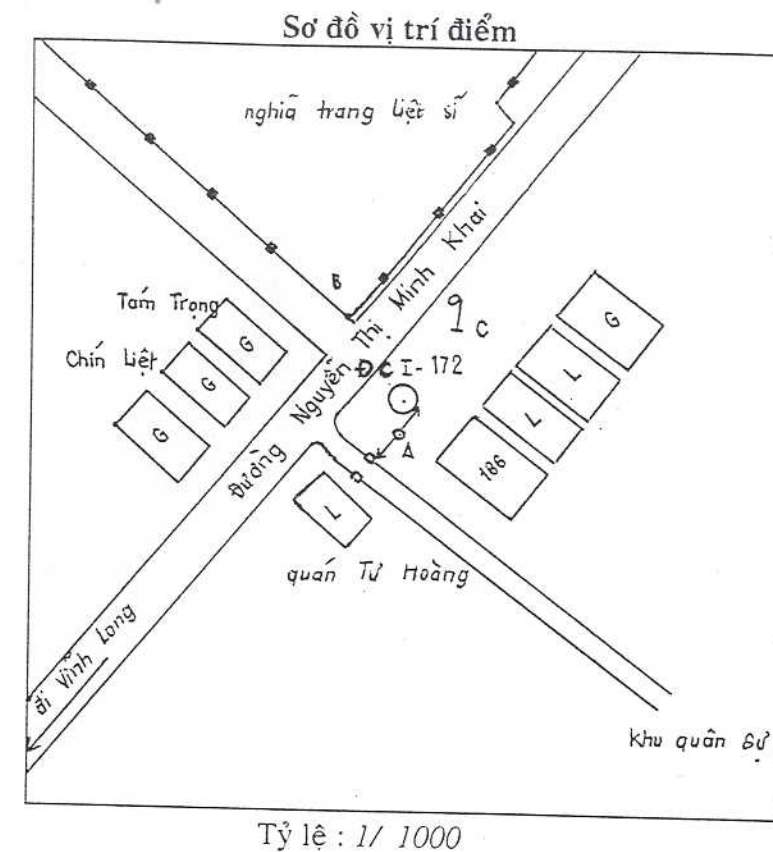 Sơ đồ vị trí điểm
nghĩa trang liệt sĩ
B
Tám Trọng
G
Chín Liệt
G
G
Đường Nguyễn Thị Minh Khai
C
ĐC I-172
A
G
L
L
186
L
quán Tư Hoàng
đi Vĩnh Long
khu quân sự
Tỷ lệ : 1/ 1000